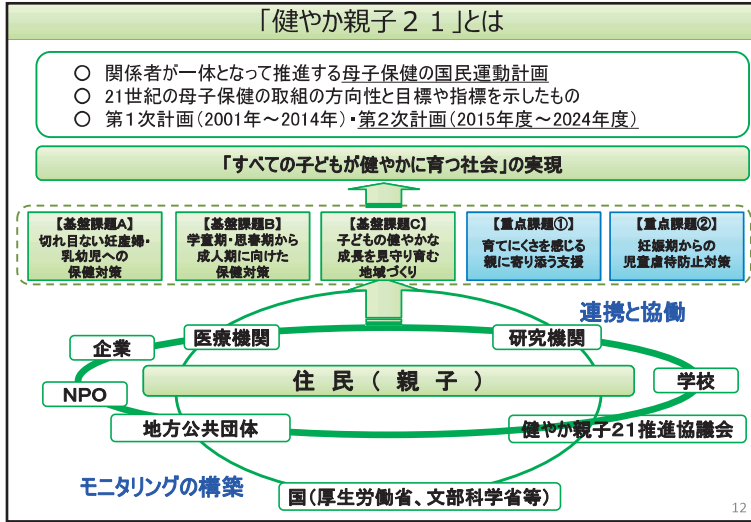 「健やか親子２１」とは
○ 関係者が一体となって推進する母子保健の国民運動計画
○ 21世紀の母子保健の取組の方向性と目標や指標を示したもの
○ 第１次計画(2001年～2014年)・第２次計画(2015年度～2024年度)
「すべての子どもが健やかに育つ社会」の実現
【基盤課題A】
切れ目ない妊産婦・
乳幼児への
保健対策
【基盤課題B】
学童期・思春期から
成人期に向けた
保健対策
【基盤課題C】
子どもの健やかな
成長を見守り育む
地域づくり
【重点課題①】
育てにくさを感じる
親に寄り添う支援
【重点課題②】
妊娠期からの
児童虐待防止対策
連携と協働
医療機関
研究機関
企業
住 民 ( 親 子 )
学校
NPO
地方公共団体
健やか親子21推進協議会
モニタリングの構築
国(厚生労働省、文部科学省等)
12